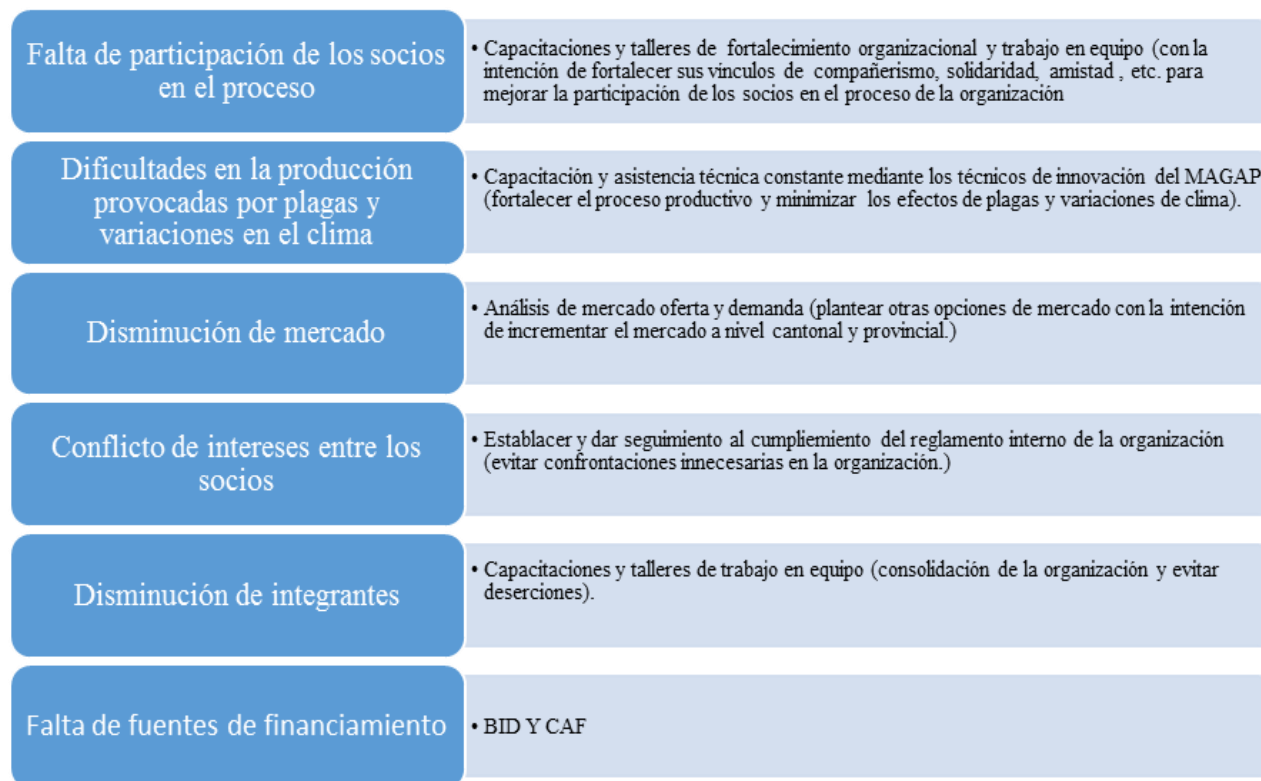 Falta de participación de los socios
en el proceso
• Capacitaciones y talleres de fortalecimiento organizacional y trabajo en equipo (con la
intención de fortalecer sus vinculos de compañerismo, solidaridad, amistad , etc. para
mejorar la participación de los socios en el proceso de la organización
Dificultades en la producción
provocadas por plagas y
variaciones en el clima
• Capacitación y asistencia técnica constante mediante los técnicos de innovación del MAGAP
(fortalecer el proceso productivo y minimizar los efectos de plagas y variaciones de clima).
Disminución de mercado
• Análisis de mercado oferta y demanda (plantear otras opciones de mercado con la intención
de incrementar el mercado a nivel cantonal y provincial.)
Conflicto de intereses entre los
socios
• Establacer y dar seguimiento al cumpliemiento del reglamento interno de la organización
(evitar confrontaciones innecesarias en la organización.)
Disminución de integrantes
• Capacitaciones y talleres de trabajo en equipo (consolidación de la organización y evitar
deserciones).
Falta de fuentes de financiamiento
• BID Y CAF